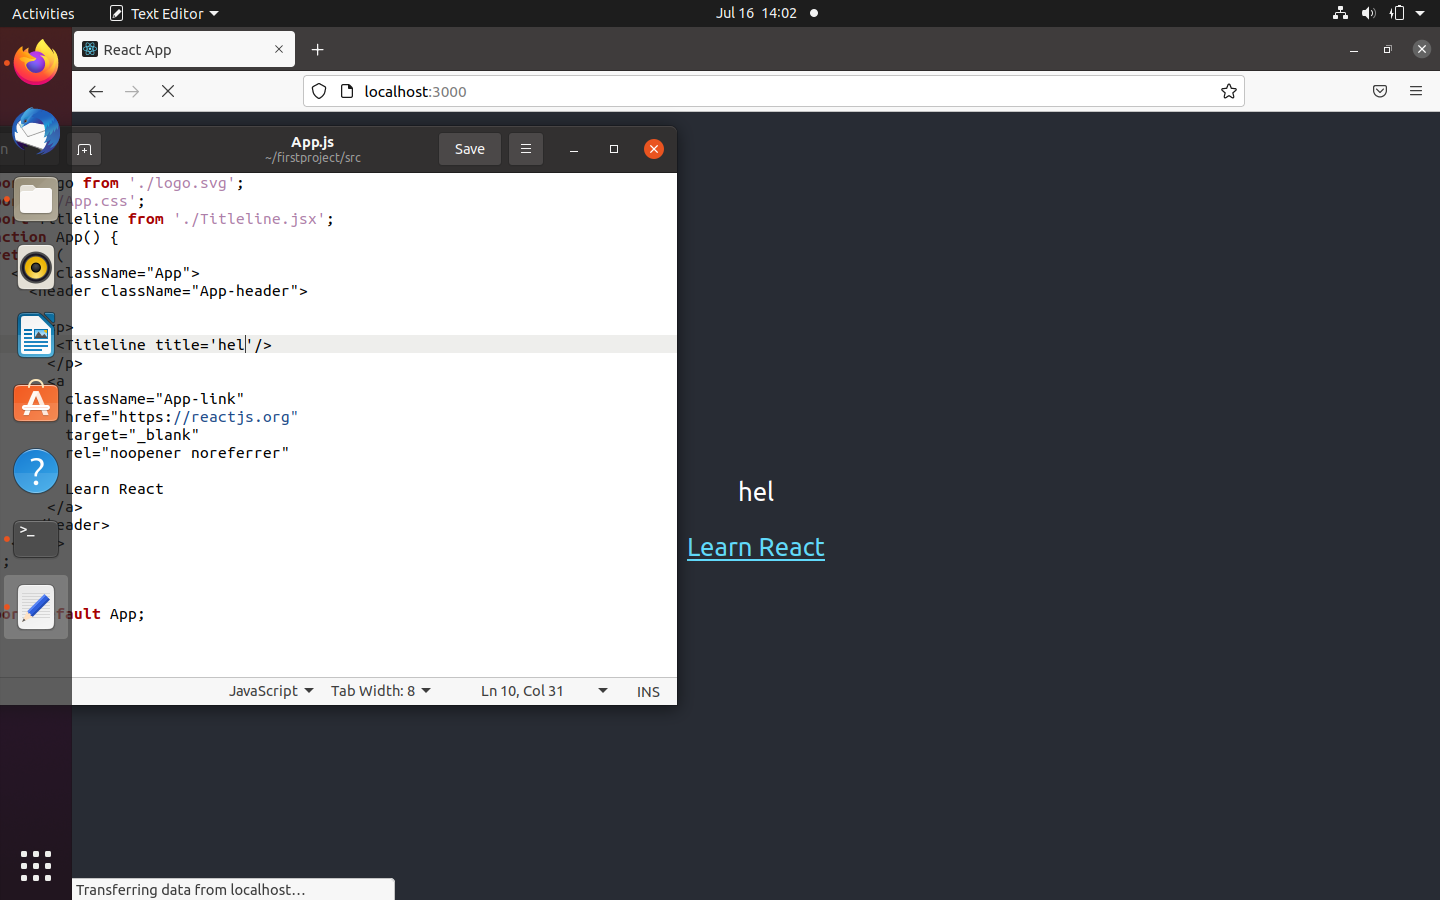 Activities
Text Editor
Jul 16 14:02
React App
localhost:3000
App.js
~/firstproject/src
Save
go from './logo.svg';
/App.css';
Titleline from './Titleline.jsx';
App() {
(
className="App">
<header className="App-header">
p>
<Titleline title='hel'/>
</p>
<a
className="App-link"
href="https://reactjs.org"
target="_blank"
rel="noopener noreferrer"
Learn React
</a>
header>
>
;
fault App;
JavaScript
Tab Width: 8
Ln 10, Col 31
INS
hel
Learn React
Transferring data from localhost…